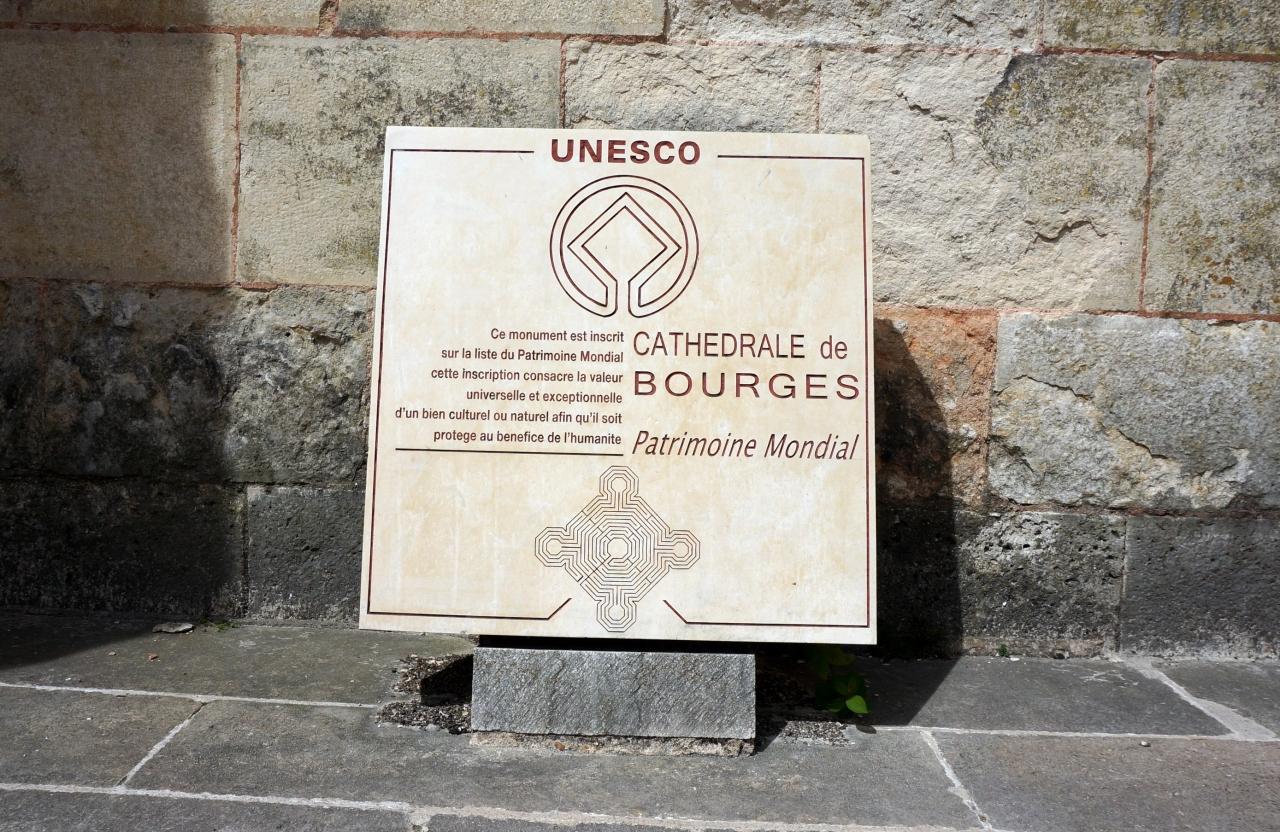 UNESCO
Ce monument est inscrit
sur la liste du Patrimoine Mondial
cette inscription consacre la valeur
universelle et exceptionnelle
d'un bien culturel ou naturel afin qu'il soit
protege au benefice de l'humanite
CATHEDRALE de
BOURGES
Patrimoine Mondial